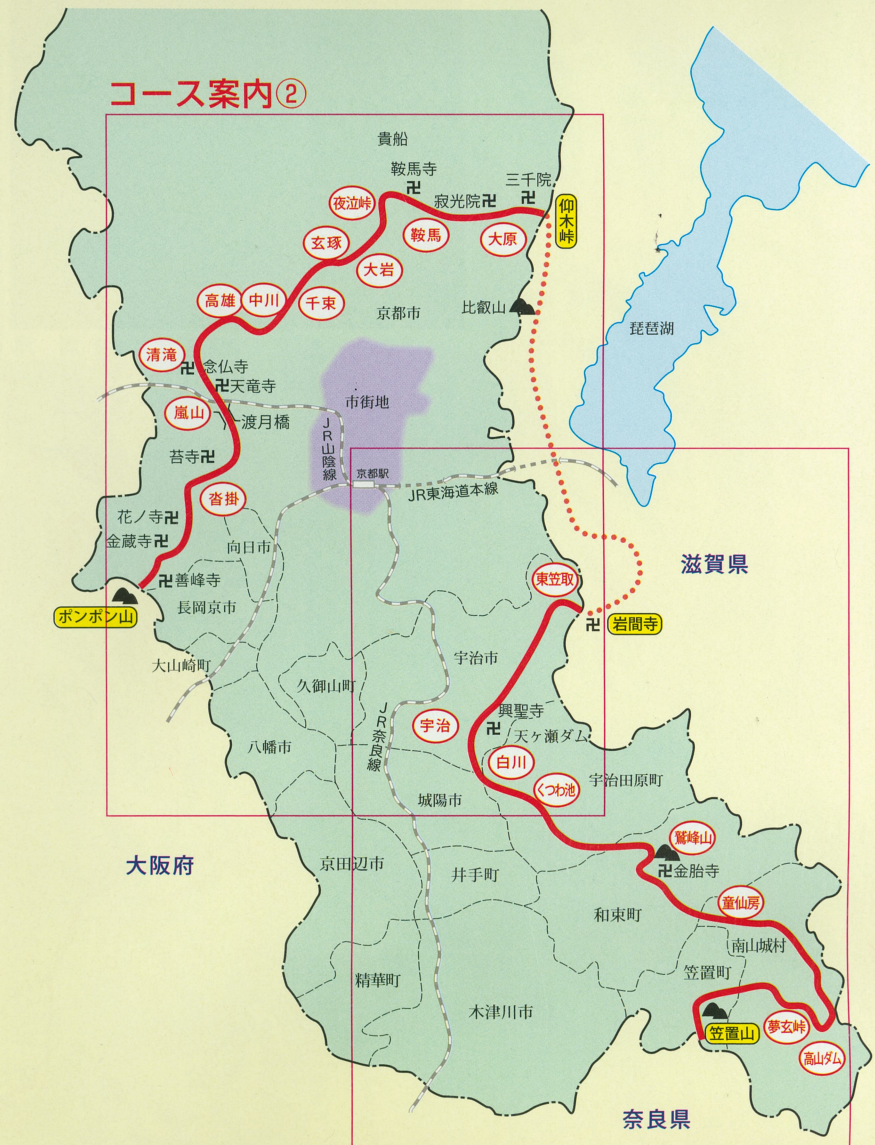 コース案内②
貴船
鞍馬寺
三千院
寂光院
夜泣峠
仰木峠
鞍馬
大原
玄琢
大岩
高雄
中川
千束
京都市
比叡山
琵琶湖
清滝
念仏寺
天竜寺
市街地
嵐山
渡月橋
JR山陰線
苔寺
京都駅
JR東海道本線
沓掛
花ノ寺
金蔵寺
向日市
滋賀県
善峰寺
東笠取
長岡京市
ポンポン山
岩間寺
大山崎町
宇治市
久御山町
JR奈良線
興聖寺
宇治
天ヶ瀬ダム
八幡市
白川
くつわ池
宇治田原町
城陽市
鷲峰山
大阪府
京田辺市
井手町
金胎寺
童仙房
和束町
南山城村
笠置町
精華町
木津川市
笠置山
夢玄峠
高山ダム
奈良県